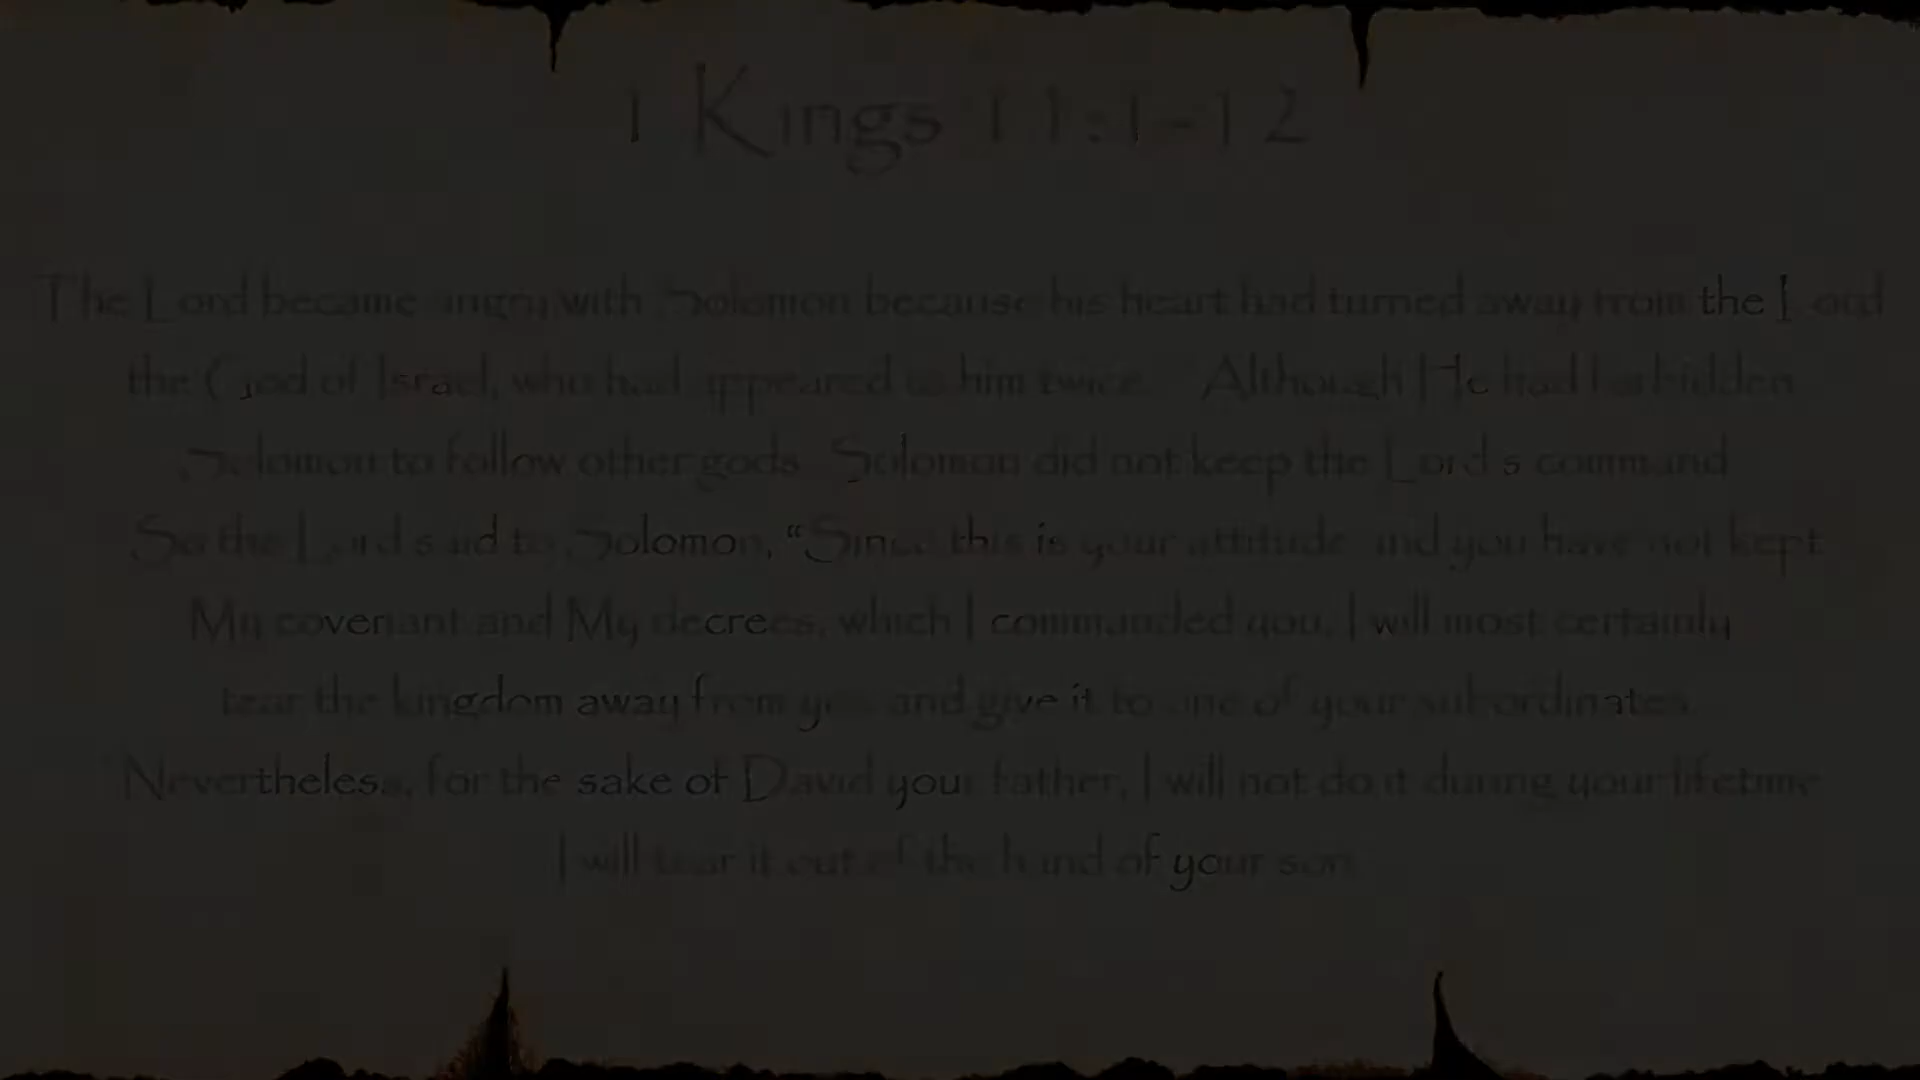 1 Kings 11:1-12
The Lord became angry with Solomon because his heart had turned away from the Lord
the God of Israel, who had appeared to him twice. Although He had forbidden
Solomon to follow other gods Solomon did not keep the Lord s command
So the Lord said to Solomon, “Since this is your attitude and you have not kept
My covenant and My decrees, which I commanded you, I will most certainly
tear the kingdom away from you and give it to one of your subordinates.
Nevertheless, for the sake of David your father, I will not do it during your lifetime
I will tear it out of the hand of your son.